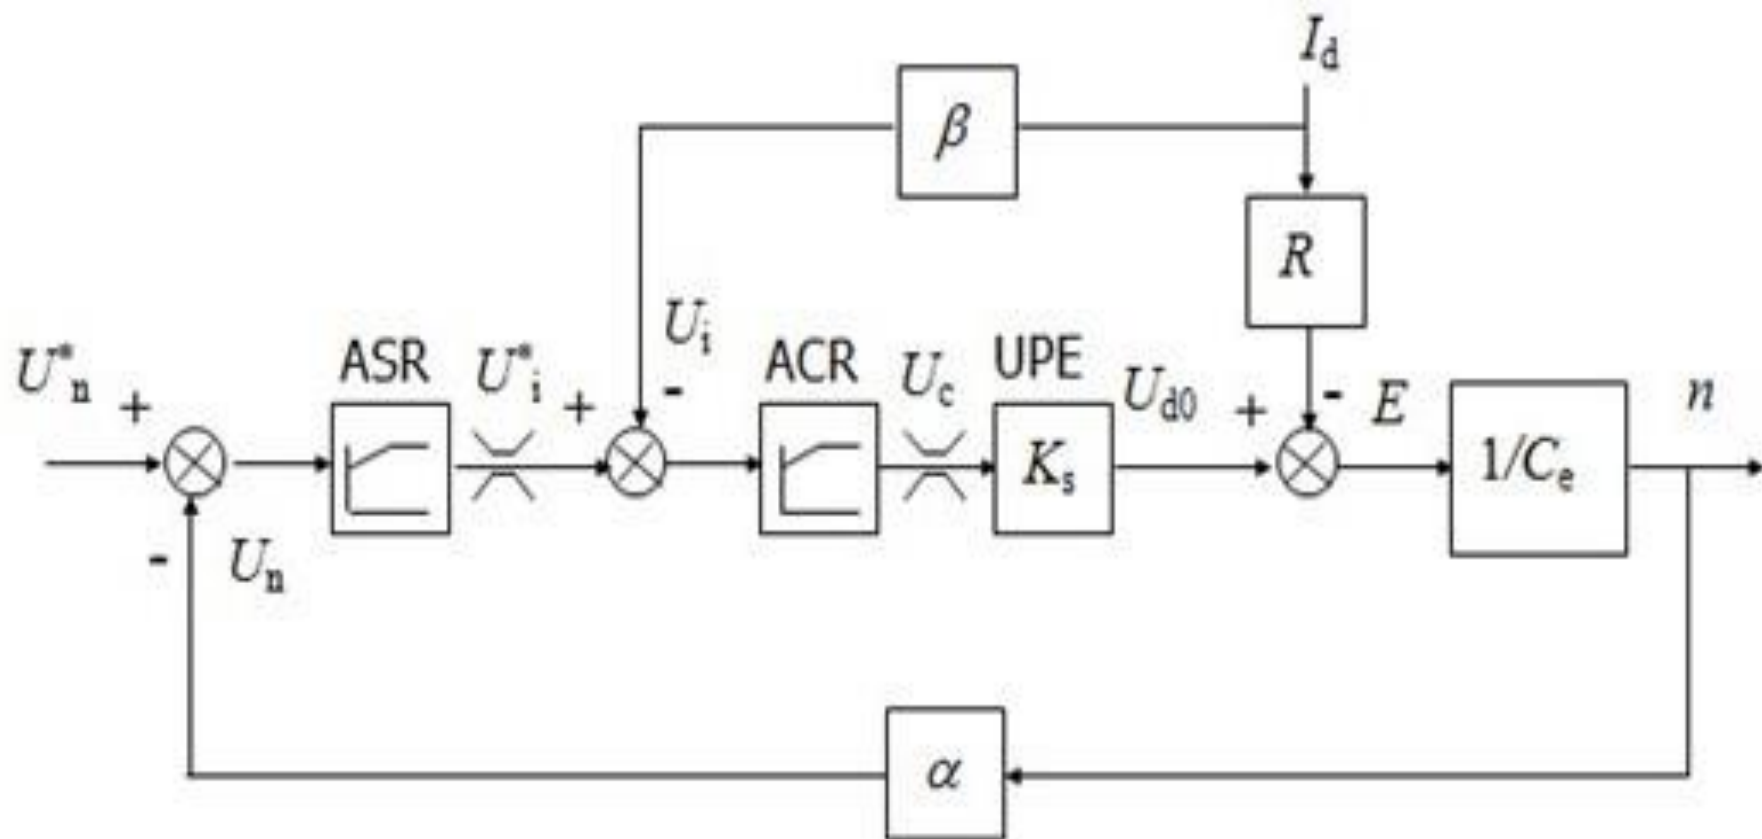 I_d
β
R
U_i
ASR
ACR
UPE
U*_n
+
U*_i
+
-
U_c
U_d0
+
-
E
n
K_s
1/C_e
-
U_n
α